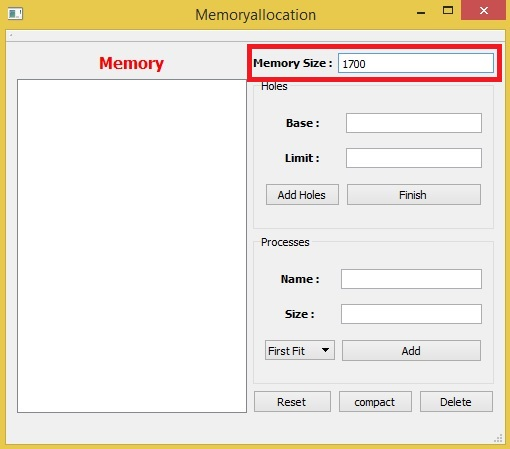 Memoryallocation
Memory
Memory Size : 1700
Holes
Base :
Limit :
Add Holes Finish
Processes
Name :
Size :
First Fit Add
Reset compact Delete